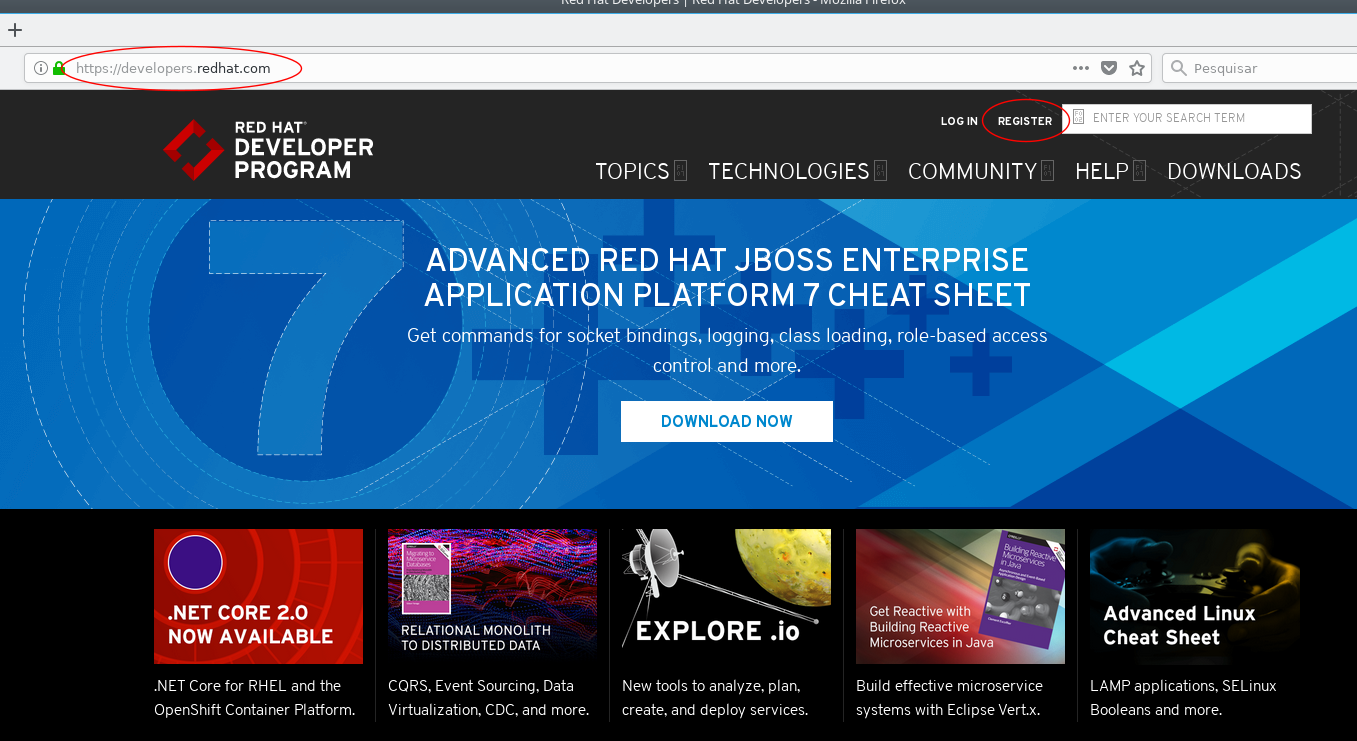 Red Hat Developers | Red Hat Developers - Mozilla Firefox
https://developers.redhat.com
Pesquisar
LOG IN
REGISTER
ENTER YOUR SEARCH TERM
RED HAT
DEVELOPER
PROGRAM
TOPICS
TECHNOLOGIES
COMMUNITY
HELP
DOWNLOADS
7
ADVANCED RED HAT JBOSS ENTERPRISE
APPLICATION PLATFORM 7 CHEAT SHEET
Get commands for socket bindings, logging, class loading, role-based access
control and more.
DOWNLOAD NOW
.NET CORE 2.0
NOW AVAILABLE
.NET Core for RHEL and the
OpenShift Container Platform.
Migrating to
Microservice
Databases
RELATIONAL MONOLITH
TO DISTRIBUTED DATA
CQRS, Event Sourcing, Data
Virtualization, CDC, and more.
EXPLORE .io
New tools to analyze, plan,
create, and deploy services.
Building Reactive
Microservices
in Java
Get Reactive with
Building Reactive
Microservices in Java
Build effective microservice
systems with Eclipse Vert.x.
Advanced Linux
Cheat Sheet
LAMP applications, SELinux
Booleans and more.